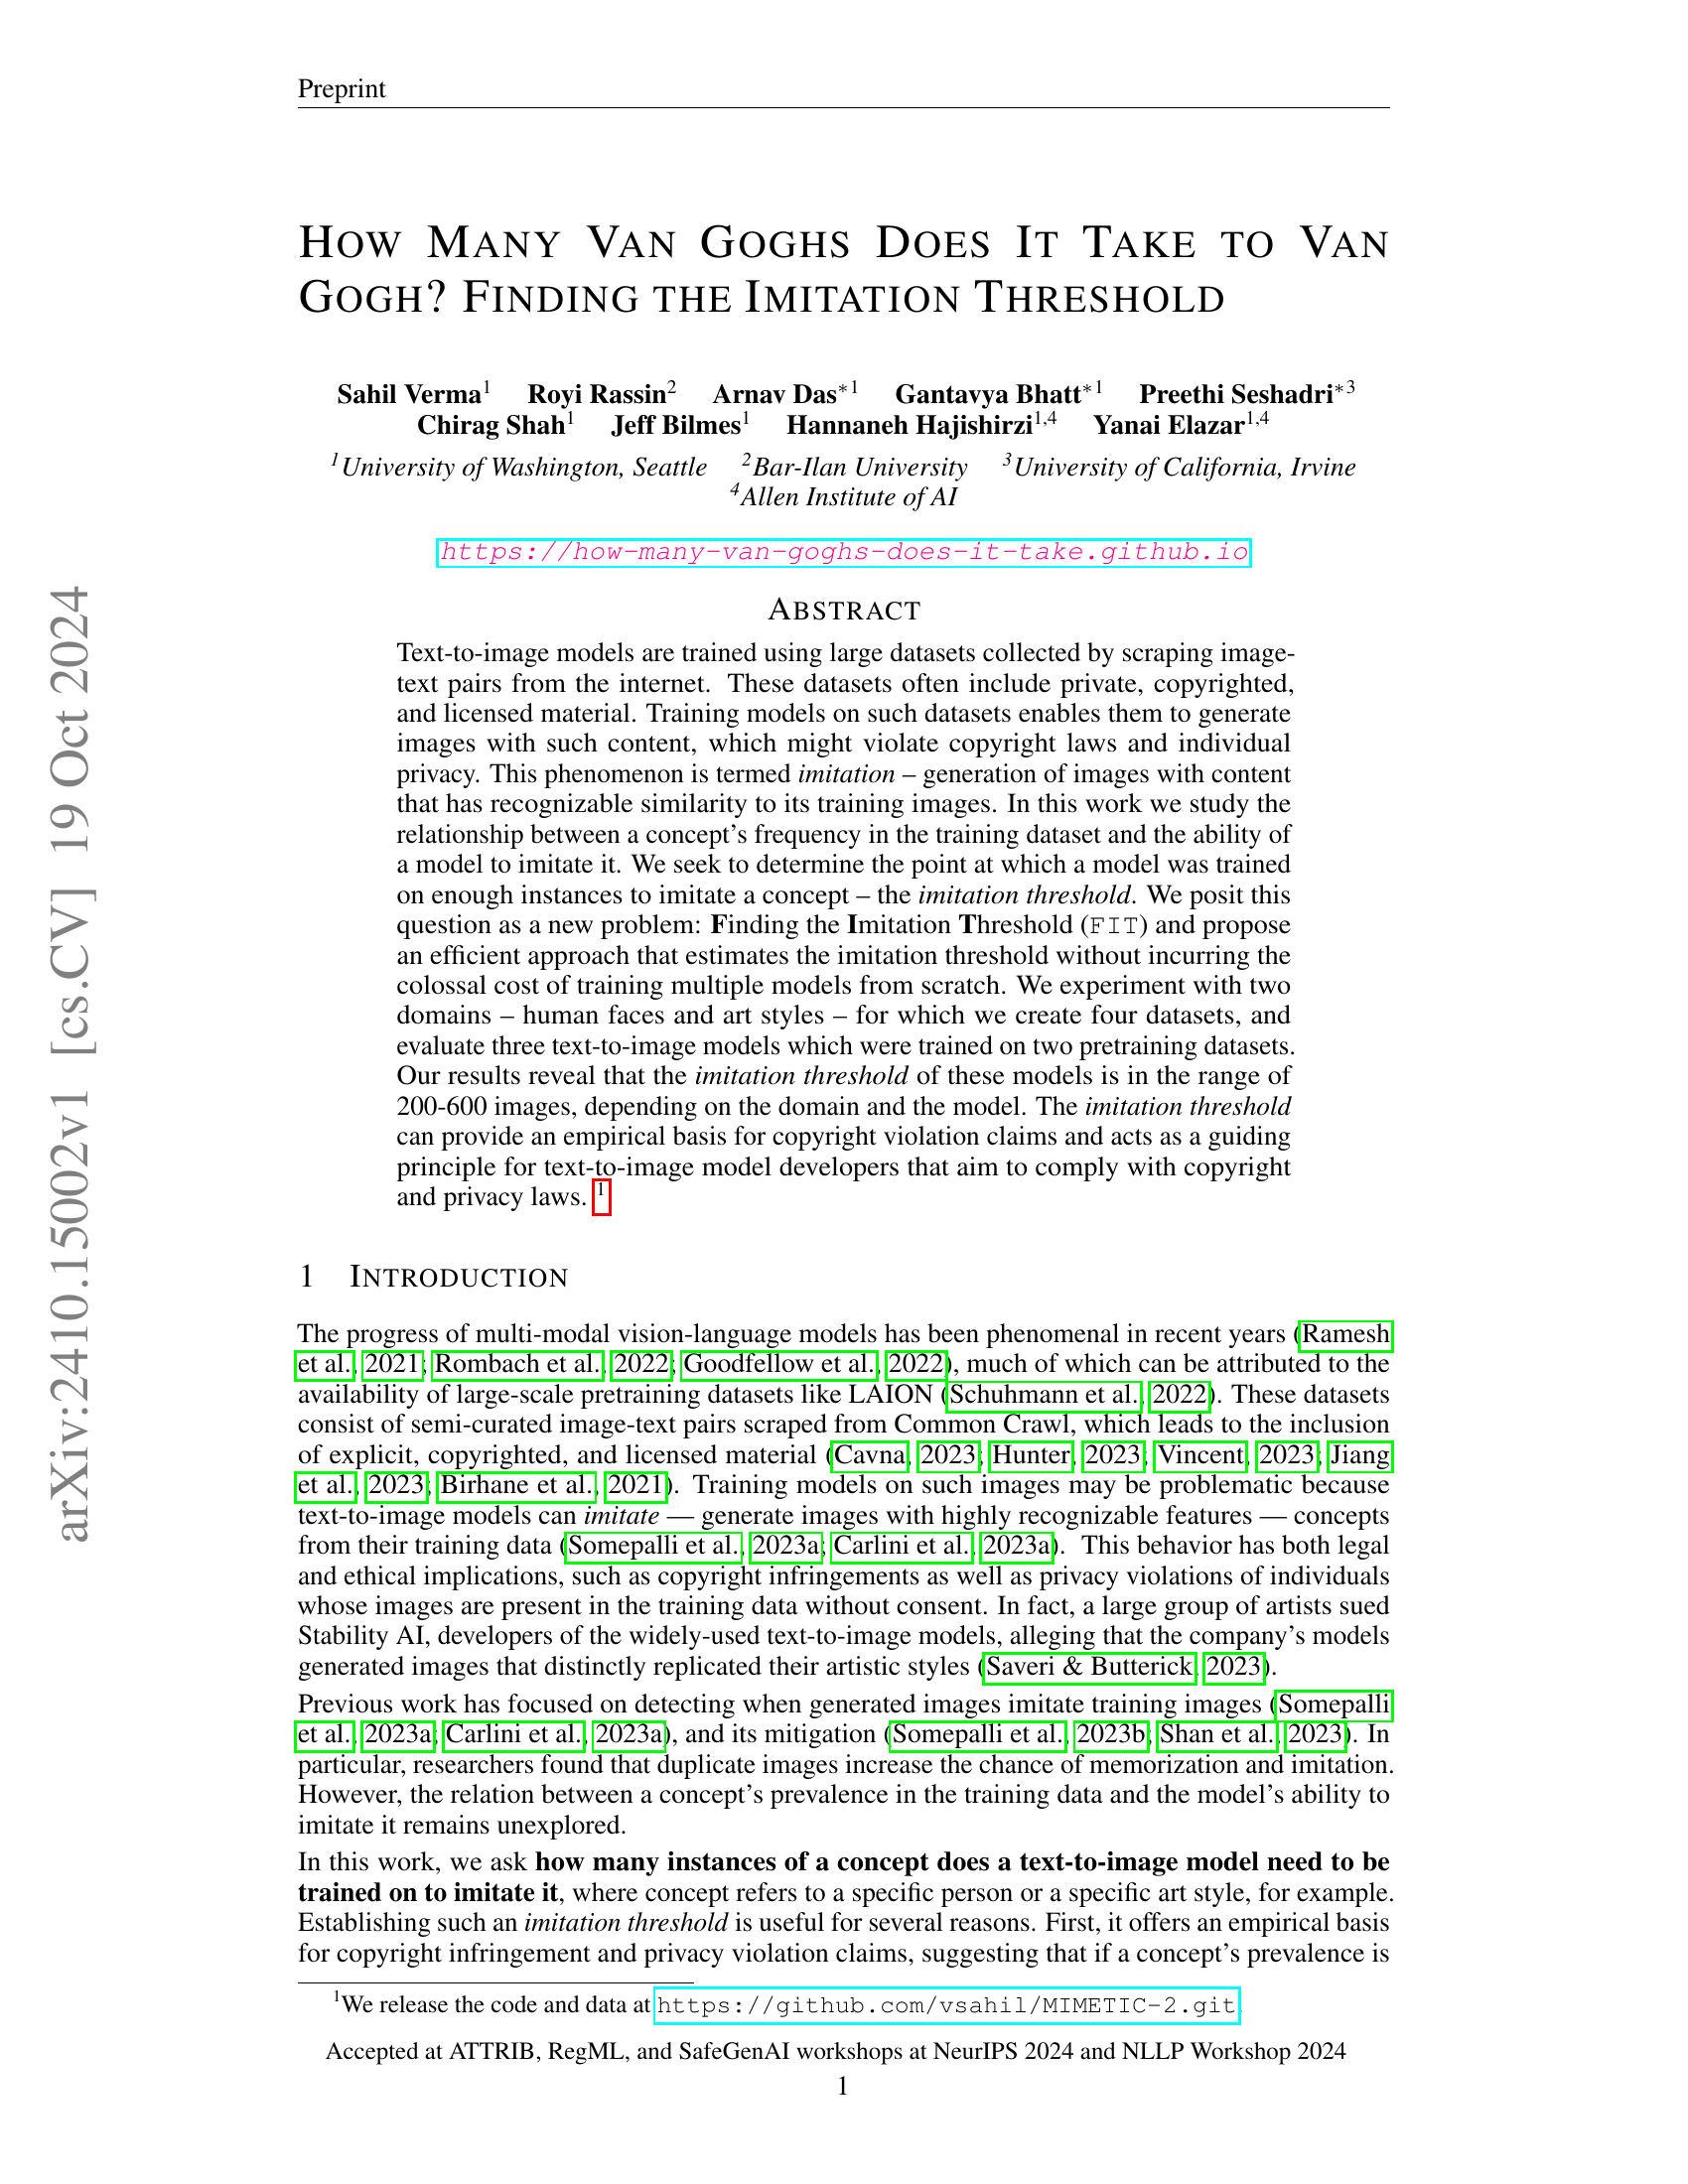 Preprint
HOW MANY VAN GOGHS DOES IT TAKE TO VAN
GOGH? FINDING THE IMITATION THRESHOLD
Sahil Verma1 Royi Rassin2 Arnav Das*1 Gantavya Bhatt*1 Preethi Seshadri*3
Chirag Shah1 Jeff Bilmes1 Hannaneh Hajishirzi1,4 Yanai Elazar1,4
1University of Washington, Seattle 2Bar-Ilan University 3University of California, Irvine
4Allen Institute of AI
https://how-many-van-goghs-does-it-take.github.io
ABSTRACT
Text-to-image models are trained using large datasets collected by scraping image-
text pairs from the internet. These datasets often include private, copyrighted,
and licensed material. Training models on such datasets enables them to generate
images with such content, which might violate copyright laws and individual
privacy. This phenomenon is termed imitation – generation of images with content
that has recognizable similarity to its training images. In this work we study the
relationship between a concept's frequency in the training dataset and the ability of
a model to imitate it. We seek to determine the point at which a model was trained
on enough instances to imitate a concept – the imitation threshold. We posit this
question as a new problem: Finding the Imitation Threshold (FIT) and propose
an efficient approach that estimates the imitation threshold without incurring the
colossal cost of training multiple models from scratch. We experiment with two
domains – human faces and art styles – for which we create four datasets, and
evaluate three text-to-image models which were trained on two pretraining datasets.
Our results reveal that the imitation threshold of these models is in the range of
200-600 images, depending on the domain and the model. The imitation threshold
can provide an empirical basis for copyright violation claims and acts as a guiding
principle for text-to-image model developers that aim to comply with copyright
and privacy laws. 1
1 INTRODUCTION
The progress of multi-modal vision-language models has been phenomenal in recent years (Ramesh
et al., 2021; Rombach et al., 2022; Goodfellow et al., 2022), much of which can be attributed to the
availability of large-scale pretraining datasets like LAION (Schuhmann et al., 2022). These datasets
consist of semi-curated image-text pairs scraped from Common Crawl, which leads to the inclusion
of explicit, copyrighted, and licensed material (Cavna, 2023; Hunter, 2023; Vincent, 2023; Jiang
et al., 2023; Birhane et al., 2021). Training models on such images may be problematic because
text-to-image models can imitate — generate images with highly recognizable features — concepts
from their training data (Somepalli et al., 2023a; Carlini et al., 2023a). This behavior has both legal
and ethical implications, such as copyright infringements as well as privacy violations of individuals
whose images are present in the training data without consent. In fact, a large group of artists sued
Stability AI, developers of the widely-used text-to-image models, alleging that the company's models
generated images that distinctly replicated their artistic styles (Saveri & Butterick, 2023).
Previous work has focused on detecting when generated images imitate training images (Somepalli
et al., 2023a; Carlini et al., 2023a), and its mitigation (Somepalli et al., 2023b; Shan et al., 2023). In
particular, researchers found that duplicate images increase the chance of memorization and imitation.
However, the relation between a concept's prevalence in the training data and the model's ability to
imitate it remains unexplored.
In this work, we ask how many instances of a concept does a text-to-image model need to be
trained on to imitate it, where concept refers to a specific person or a specific art style, for example.
Establishing such an imitation threshold is useful for several reasons. First, it offers an empirical basis
for copyright infringement and privacy violation claims, suggesting that if a concept's prevalence is
1We release the code and data at https://github.com/vsahil/MIMETIC-2.git.
Accepted at ATTRIB, RegML, and SafeGenAI workshops at NeurIPS 2024 and NLLP Workshop 2024
1
arXiv:2410.15002v1 [cs.CV] 19 Oct 2024